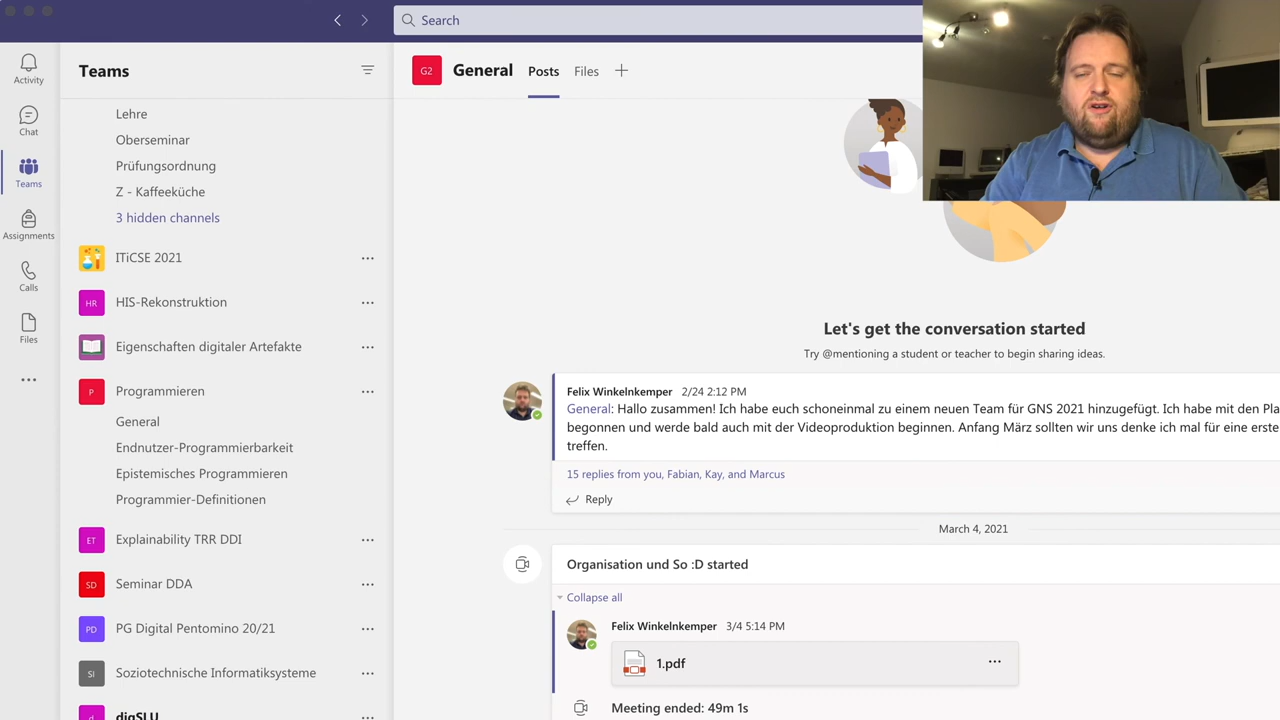 Search
Activity
Chat
Teams
Assignments
Calls
Files
Teams
Lehre
Oberseminar
Prüfungsordnung
Z - Kaffeeküche
3 hidden channels
ITiCSE 2021
HR
HIS-Rekonstruktion
Eigenschaften digitaler Artefakte
P
Programmieren
General
Endnutzer-Programmierbarkeit
Epistemisches Programmieren
Programmier-Definitionen
ET
Explainability TRR DDI
SD
Seminar DDA
PD
PG Digital Pentomino 20/21
SI
Soziotechnische Informatiksysteme
d
digSLU
G2
General
Posts
Files
Let's get the conversation started
Try @mentioning a student or teacher to begin sharing ideas.
Felix Winkelnkemper 2/24 2:12 PM
General: Hallo zusammen! Ich habe euch schoneinmal zu einem neuen Team für GNS 2021 hinzugefügt. Ich habe mit den Pla
begonnen und werde bald auch mit der Videoproduktion beginnen. Anfang März sollten wir uns denke ich mal für eine erste
treffen.
15 replies from you, Fabian, Kay, and Marcus
Reply
March 4, 2021
Organisation und So :D started
Collapse all
Felix Winkelnkemper 3/4 5:14 PM
1.pdf
Meeting ended: 49m 1s